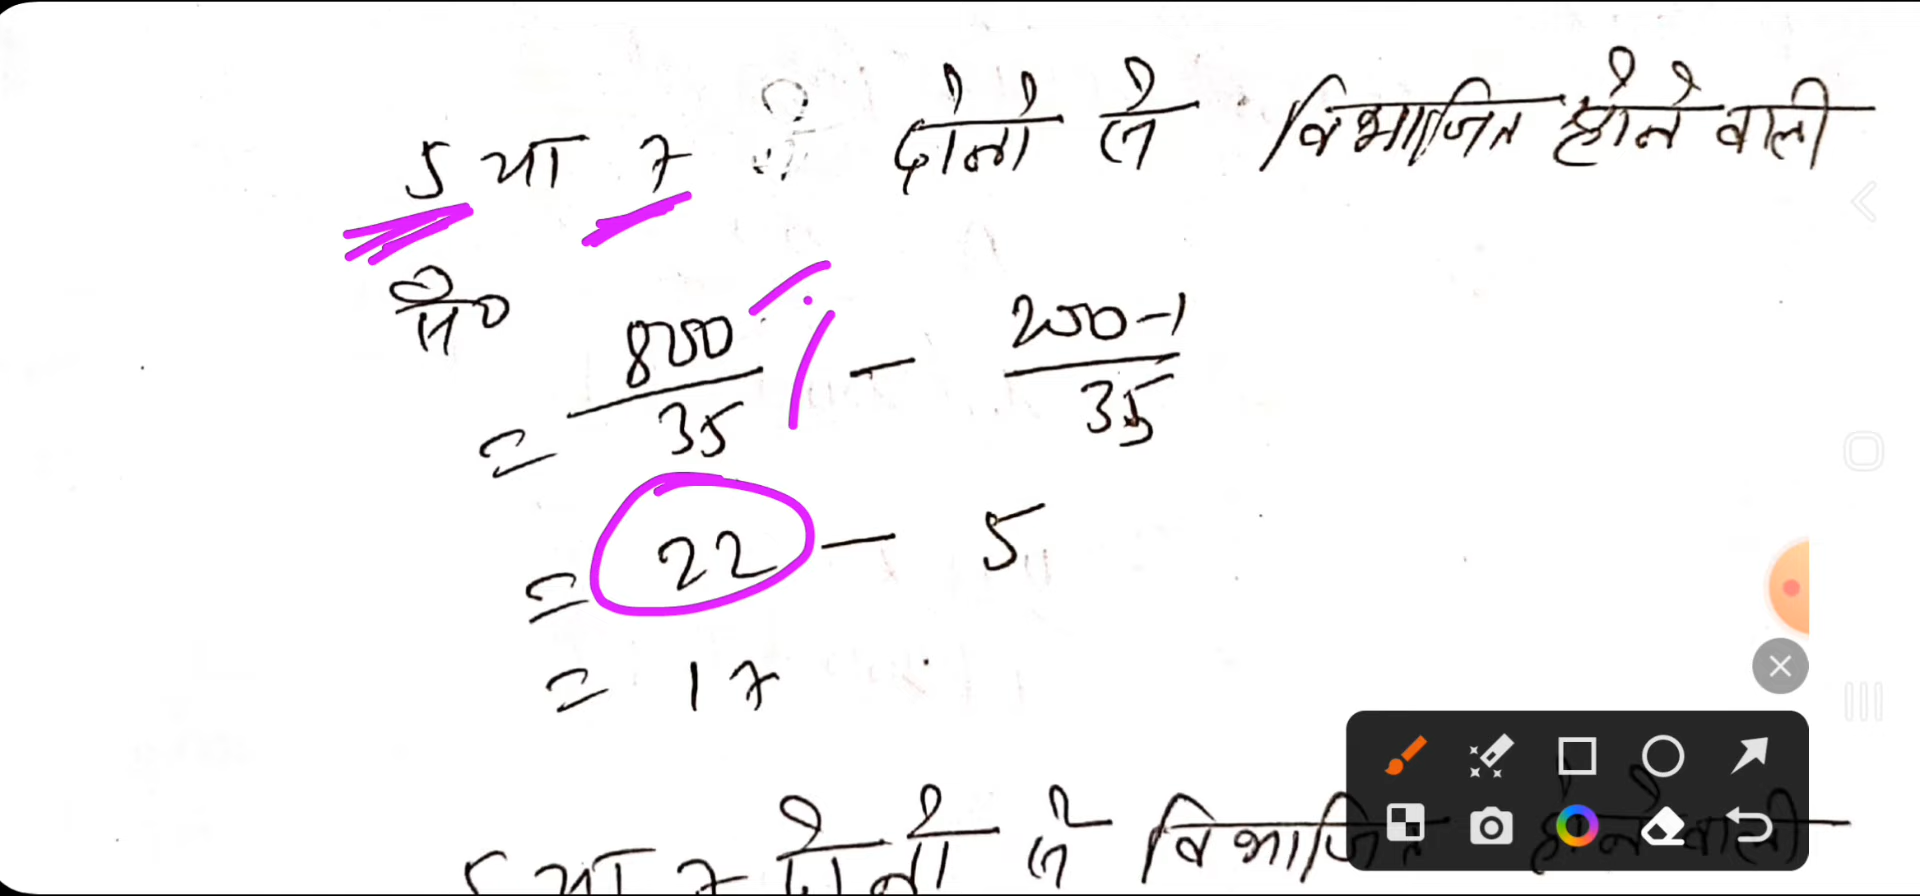 5 या 7 दोनों से विभाजित होने वाली
सं०
= 800/35 - 200-1/35
= 22 - 5
= 17
5 या 7 दोनों से विभाजित होने वाली